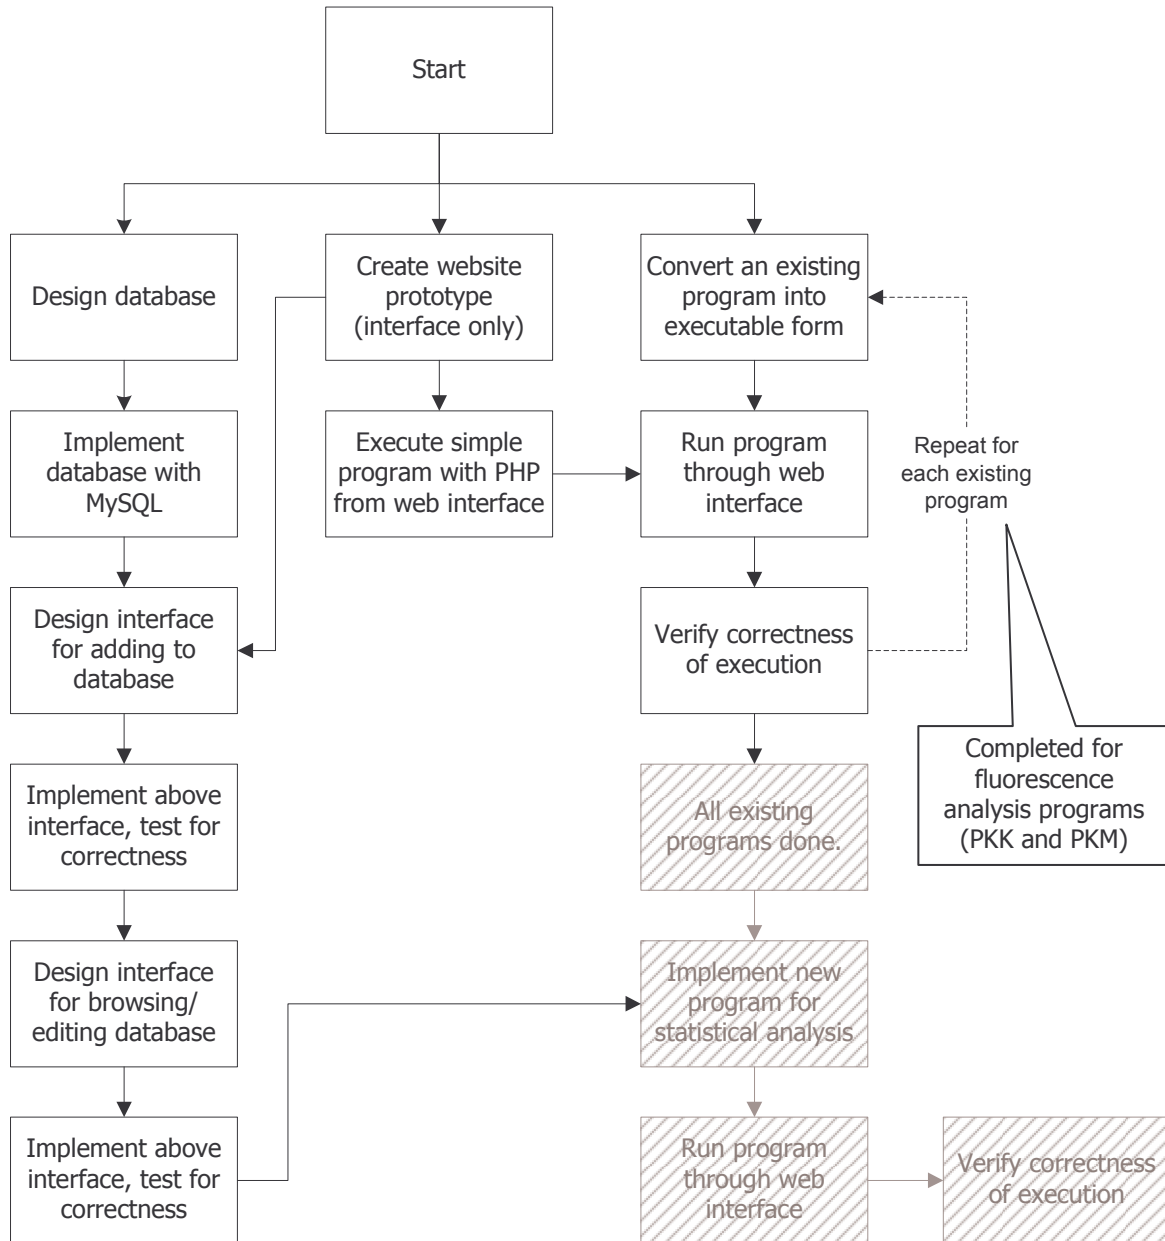 Start
Design database
Create website
prototype
(interface only)
Convert an existing
program into
executable form
Implement
database with
MySQL
Execute simple
program with PHP
from web interface
Run program
through web
interface
Repeat for
each existing
program
Design interface
for adding to
database
Verify correctness
of execution
Completed for
fluorescence
analysis programs
(PKK and PKM)
Implement above
interface, test for
correctness
All existing
programs done.
Design interface
for browsing/
editing database
Implement new
program for
statistical analysis
Implement above
interface, test for
correctness
Run program
through web
interface
Verify correctness
of execution